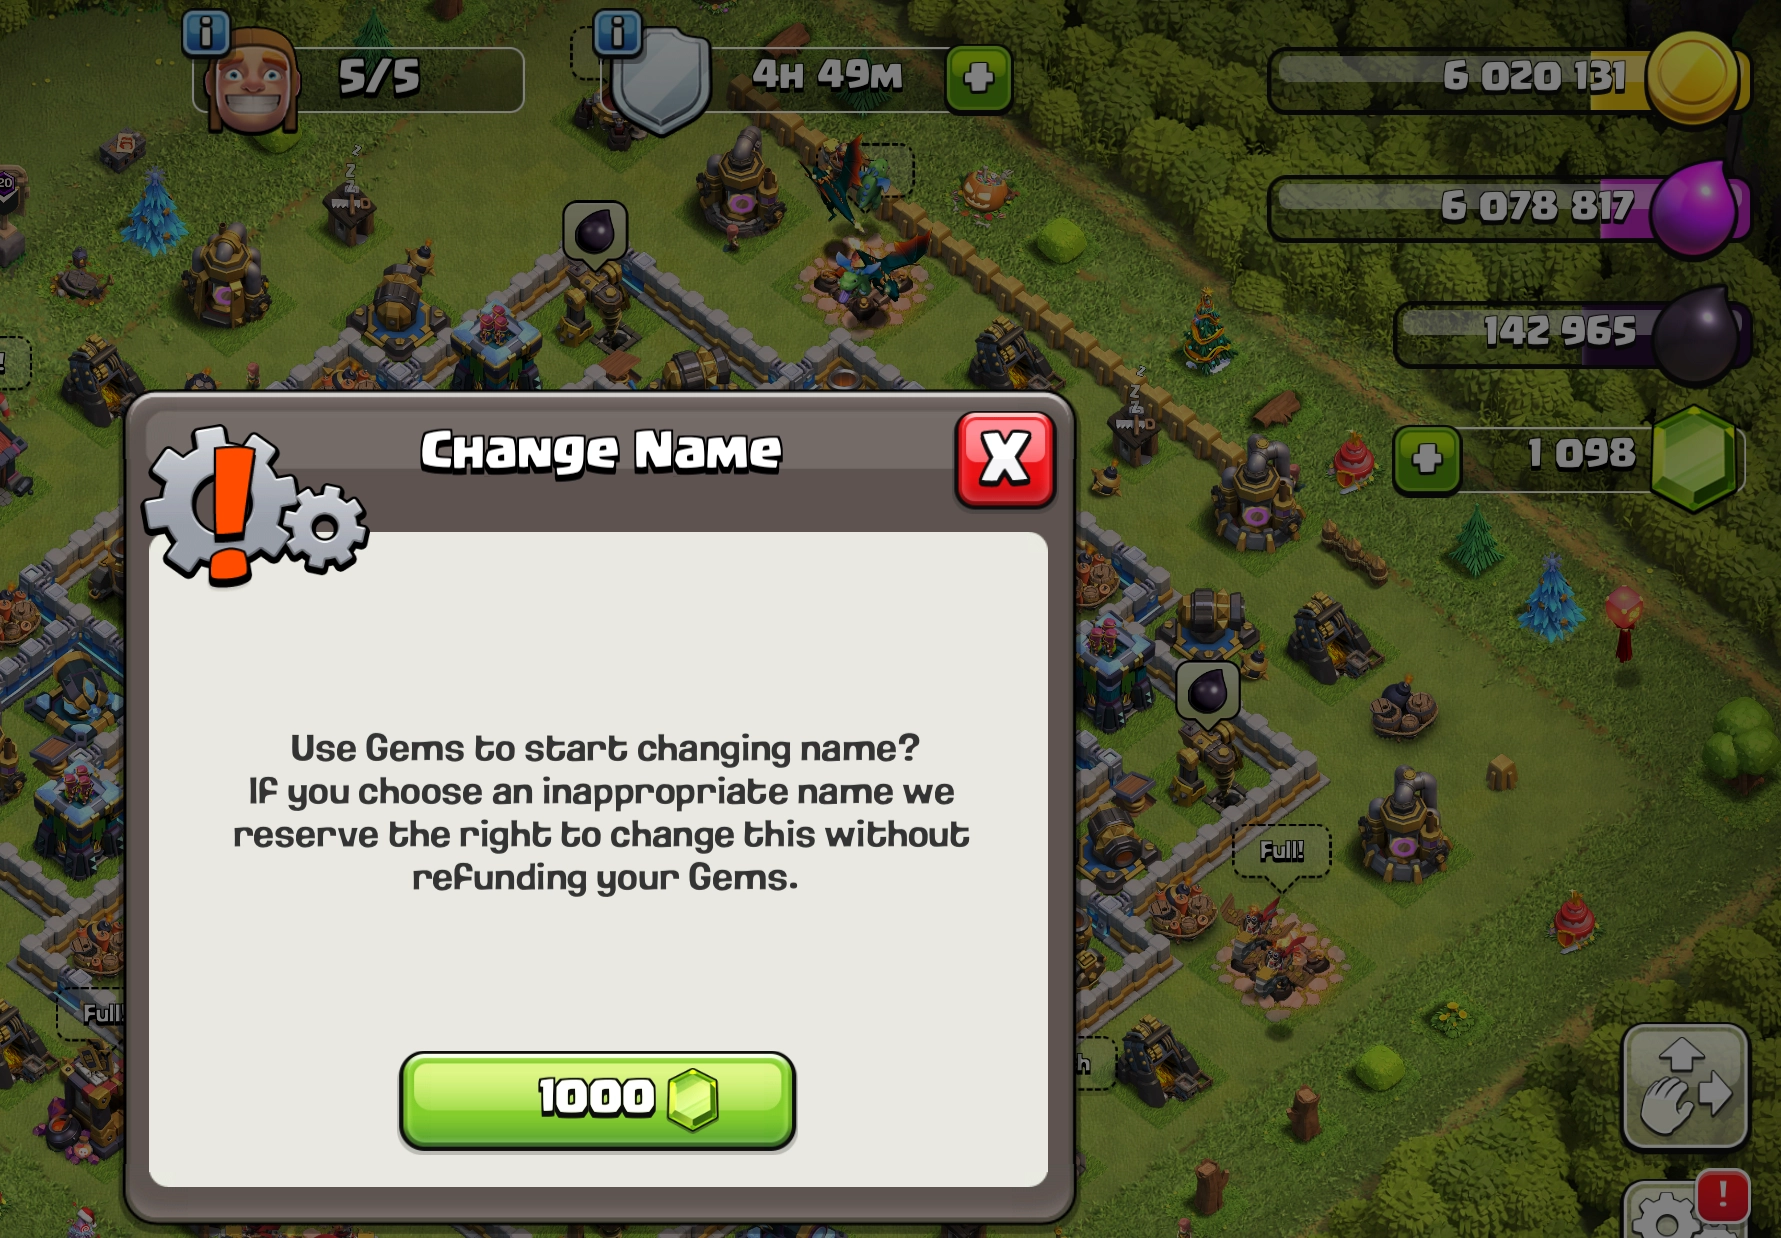 5/5
4H 49M
6 020 131
6 078 817
142 965
1 098
Change Name
X
Use Gems to start changing name?
If you choose an inappropriate name we
reserve the right to change this without
refunding your Gems.
1000
Full!
Full!
20